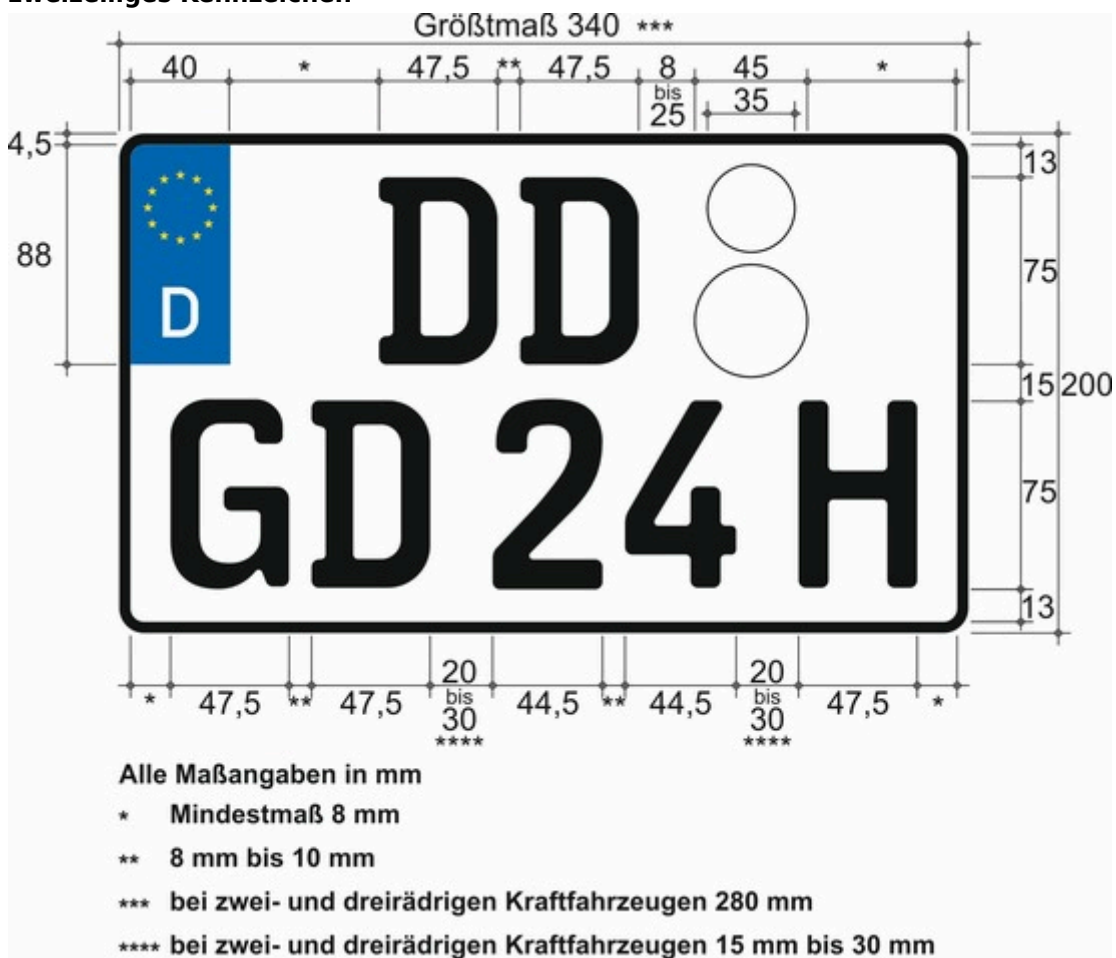 zweizeiliges Kennzeichen
Größtmaß 340 ***
40 * 47,5 ** 47,5 8 bis 25 45 *
35
4,5
13
88
D
DD
75
15
200
GD 24 H
75
13
* 47,5 ** 47,5 20 bis 30 **** 44,5 ** 44,5 20 bis 30 **** 47,5 *
Alle Maßangaben in mm
* Mindestmaß 8 mm
** 8 mm bis 10 mm
*** bei zwei- und dreirädrigen Kraftfahrzeugen 280 mm
**** bei zwei- und dreirädrigen Kraftfahrzeugen 15 mm bis 30 mm